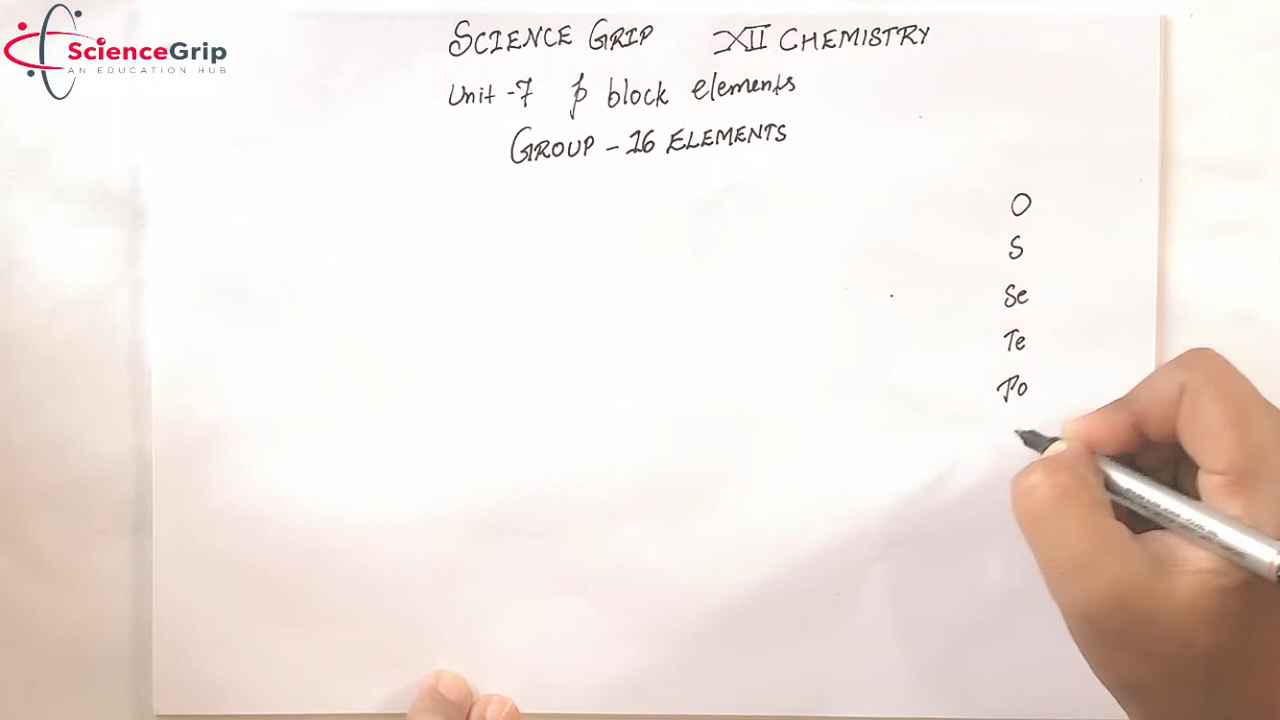 ScienceGrip
AN EDUCATION HUB
SCIENCE GRIP XII CHEMISTRY
Unit-7 p block elements
GROUP - 16 ELEMENTS
O
S
Se
Te
Po